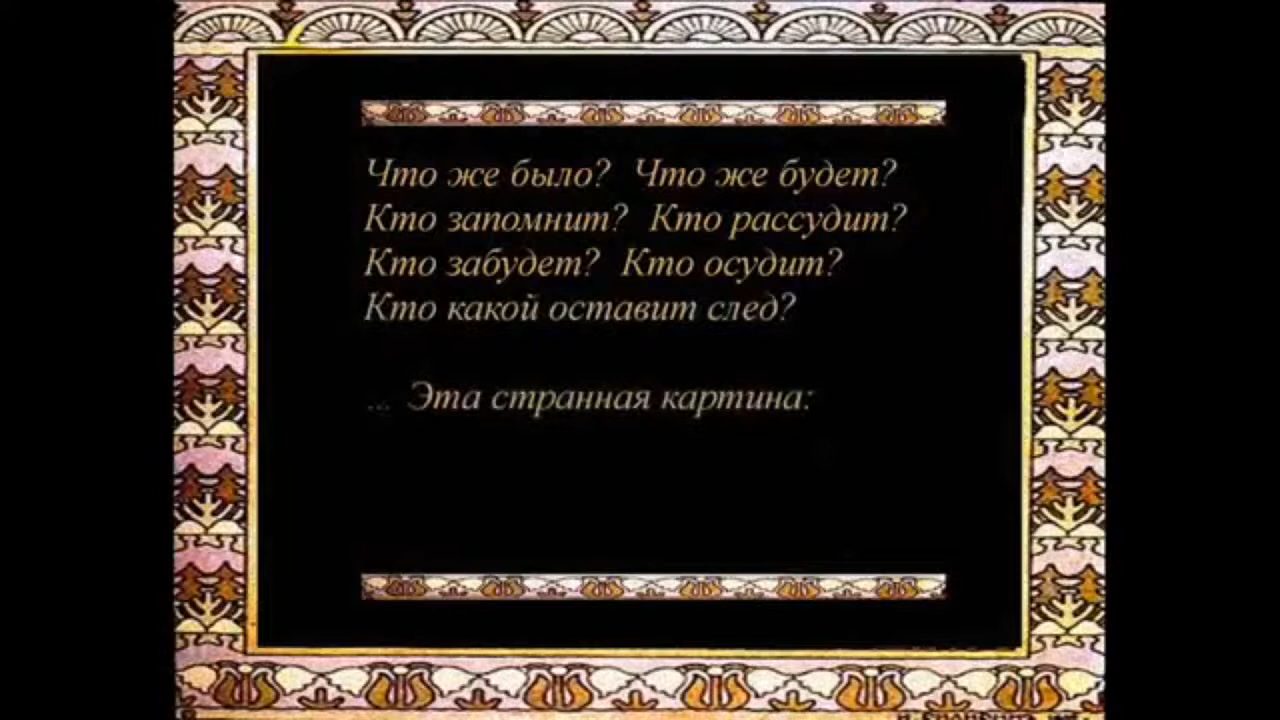 Что же было? Что же будет?
Кто запомнит? Кто рассудит?
Кто забудет? Кто осудит?
Кто какой оставит след?
... Эта странная картина: